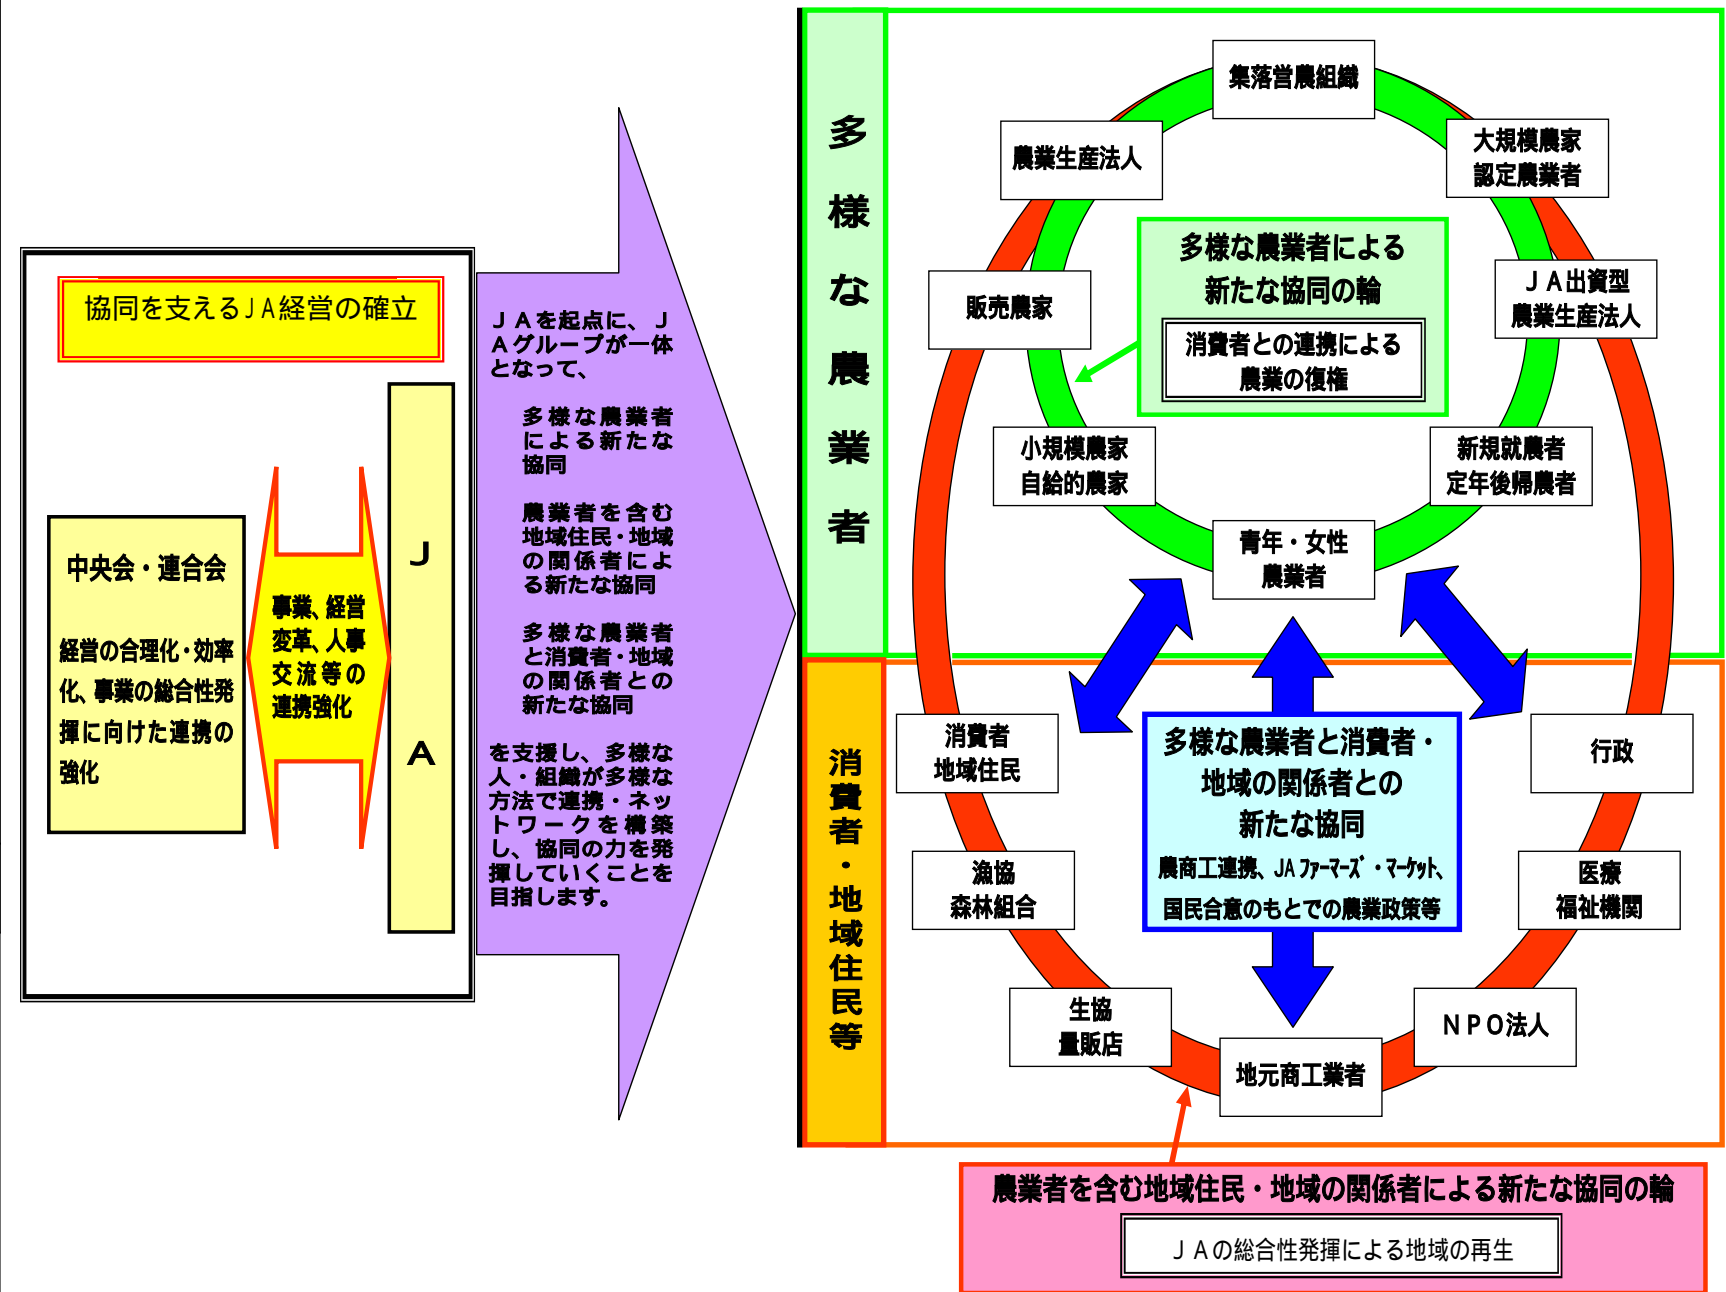 協同を支えるJA経営の確立
中央会・連合会
経営の合理化・効率
化、事業の総合性発
揮に向けた連携の
強化
事業、経営
変革、人事
交流等の
連携強化
J
A
JAを起点に、J
Aグループが一体
となって、
多様な農業者
による新たな
協同
農業者を含む
地域住民・地域
の関係者によ
る新たな協同
多様な農業者
と消費者・地域
の関係者との
新たな協同
を支援し、多様な
人・組織が多様な
方法で連携・ネッ
トワークを構築
し、協同の力を発
揮していくことを
目指します。
多様な農業者
集落営農組織
農業生産法人
大規模農家
認定農業者
多様な農業者による
新たな協同の輪
消費者との連携による
農業の復権
販売農家
JA出資型
農業生産法人
小規模農家
自給的農家
新規就農者
定年後帰農者
青年・女性
農業者
消費者・地域住民等
消費者
地域住民
多様な農業者と消費者・
地域の関係者との
新たな協同
農商工連携、JAファーマーズ・マーケット、
国民合意のもとでの農業政策等
行政
漁協
森林組合
医療
福祉機関
生協
量販店
NPO法人
地元商工業者
農業者を含む地域住民・地域の関係者による新たな協同の輪
JAの総合性発揮による地域の再生